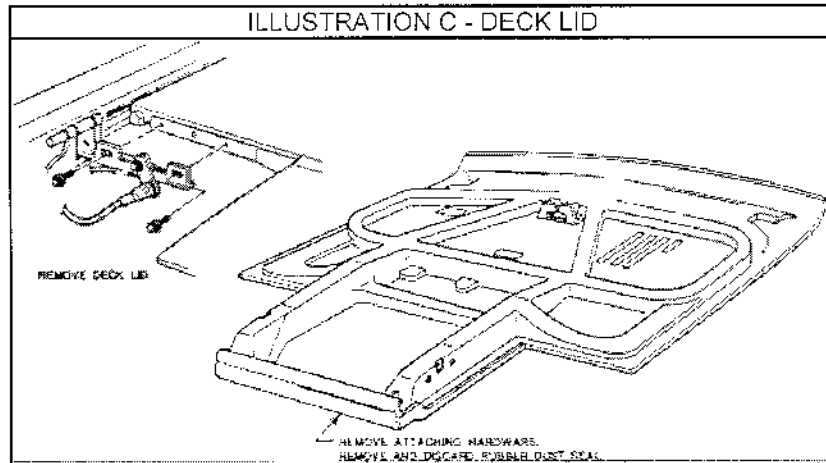 ILLUSTRATION C - DECK LID
REMOVE DECK LID
REMOVE ATTACHING HARDWARE.
REMOVE AND DISCARD RUBBER DUST SEAL